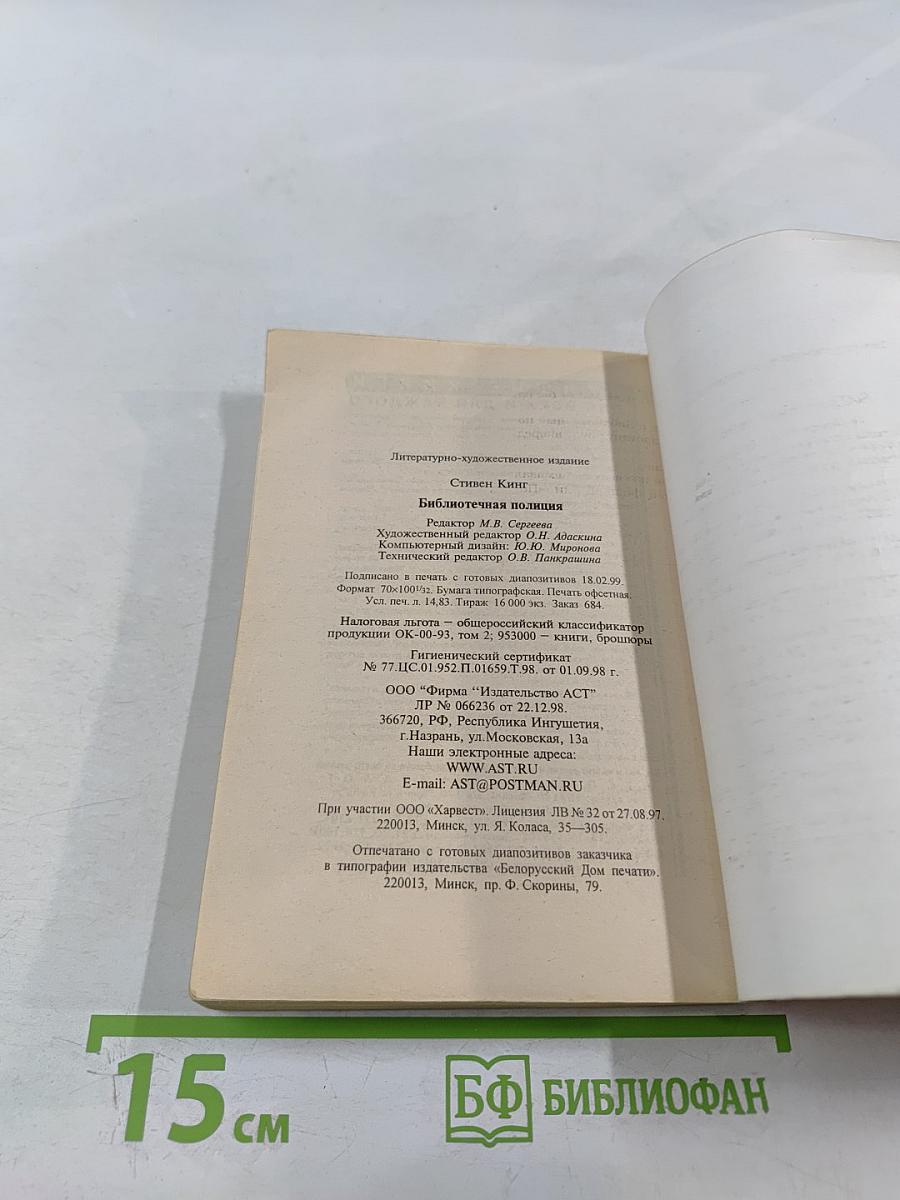 Литературно-художественное издание
Стивен Кинг
Библиотечная полиция
Редактор М.В. Сергеева
Художественный редактор О.Н. Адаскина
Компьютерный дизайн: Ю.Ю. Миронова
Технический редактор О.В. Панкрашина
Подписано в печать с готовых диапозитивов 18.02.99.
Формат 70×100¹/₃₂. Бумага типографская. Печать офсетная.
Усл. печ. л. 14,83. Тираж 16 000 экз. Заказ 684.
Налоговая льгота – общероссийский классификатор
продукции ОК-00-93, том 2; 953000 – книги, брошюры
Гигиенический сертификат
№ 77.ЦС.01.952.П.01659.Т.98. от 01.09.98 г.
ООО “Фирма ‘‘Издательство АСТ”
ЛР № 066236 от 22.12.98.
366720, РФ, Республика Ингушетия,
г.Назрань, ул.Московская, 13а
Наши электронные адреса:
WWW.AST.RU
E-mail: AST@POSTMAN.RU
При участии ООО «Харвест». Лицензия ЛВ № 32 от 27.08.97.
220013, Минск, ул. Я. Коласа, 35—305.
Отпечатано с готовых диапозитивов заказчика
в типографии издательства «Белорусский Дом печати».
220013, Минск, пр. Ф. Скорины, 79.
15 см
БФ БИБЛИОФАН